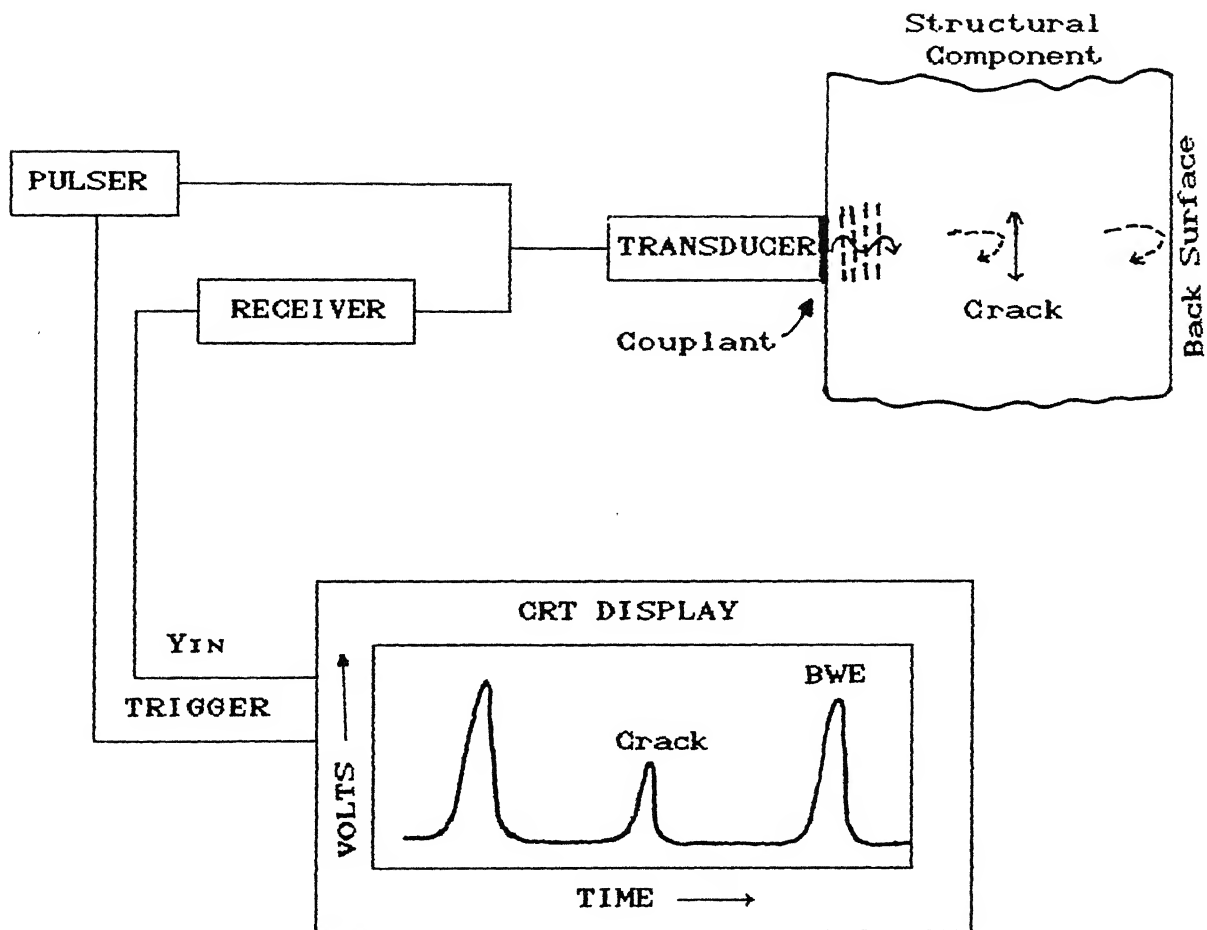 Structural
Component
PULSER
TRANSDUCER
RECEIVER
Couplant
Crack
Back Surface
CRT DISPLAY
YIN
TRIGGER
VOLTS
Crack
BWE
TIME